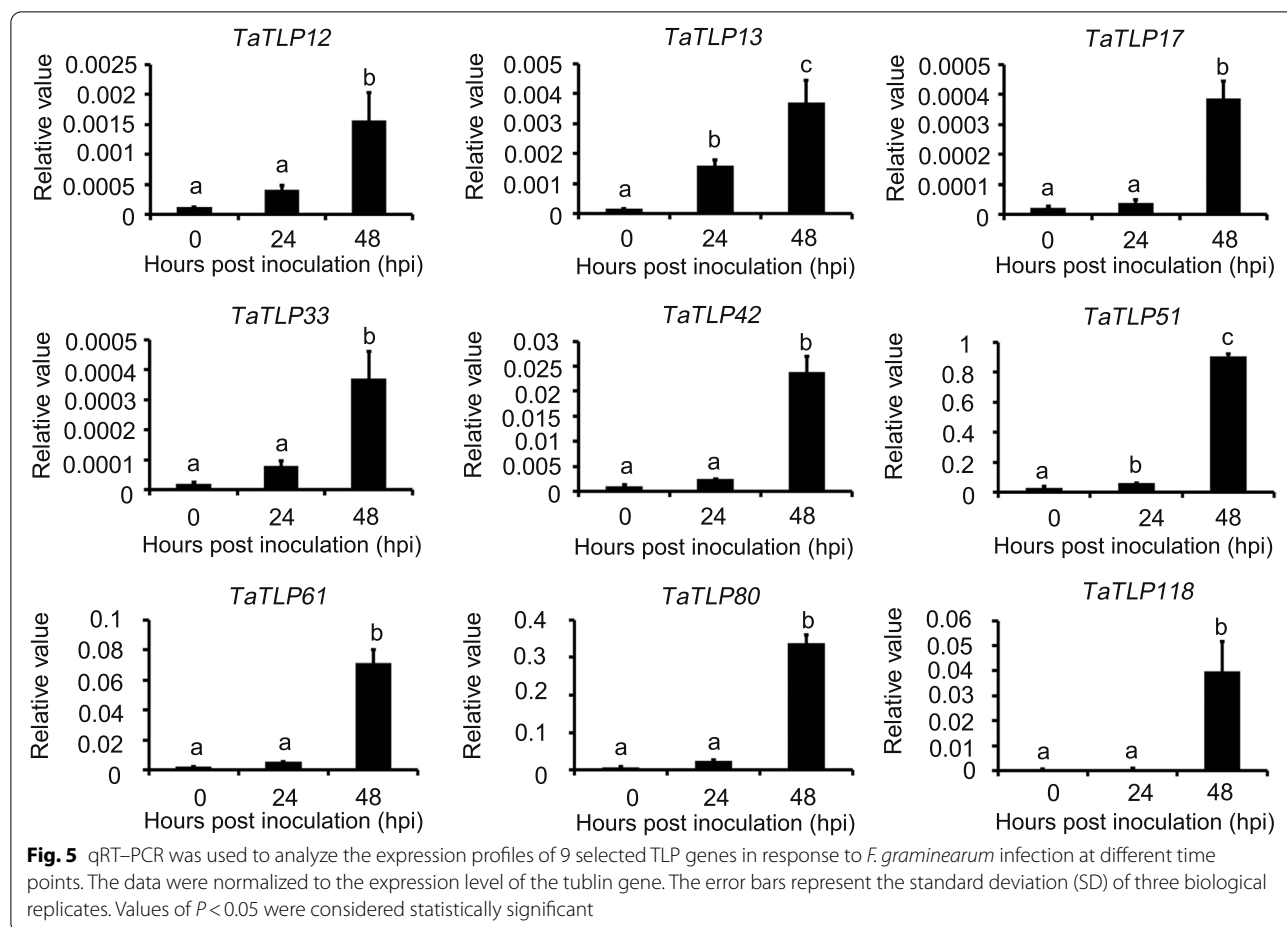 TaTLP12
Relative value
0.0025
0.002
0.0015
0.001
0.0005
0
a
a
b
0
24
48
Hours post inoculation (hpi)
TaTLP13
Relative value
0.005
0.004
0.003
0.002
0.001
0
a
b
c
0
24
48
Hours post inoculation (hpi)
TaTLP17
Relative value
0.0005
0.0004
0.0003
0.0002
0.0001
0
a
a
b
0
24
48
Hours post inoculation (hpi)
TaTLP33
Relative value
0.0005
0.0004
0.0003
0.0002
0.0001
0
a
a
b
0
24
48
Hours post inoculation (hpi)
TaTLP42
Relative value
0.03
0.025
0.02
0.015
0.01
0.005
0
a
a
b
0
24
48
Hours post inoculation (hpi)
TaTLP51
Relative value
1
0.8
0.6
0.4
0.2
0
a
b
c
0
24
48
Hours post inoculation (hpi)
TaTLP61
Relative value
0.1
0.08
0.06
0.04
0.02
0
a
a
b
0
24
48
Hours post inoculation (hpi)
TaTLP80
Relative value
0.4
0.3
0.2
0.1
0
a
a
b
0
24
48
Hours post inoculation (hpi)
TaTLP118
Relative value
0.06
0.05
0.04
0.03
0.02
0.01
0
a
a
b
0
24
48
Hours post inoculation (hpi)
Fig. 5 qRT–PCR was used to analyze the expression profiles of 9 selected TLP genes in response to F. graminearum infection at different time
points. The data were normalized to the expression level of the tublin gene. The error bars represent the standard deviation (SD) of three biological
replicates. Values of P < 0.05 were considered statistically significant